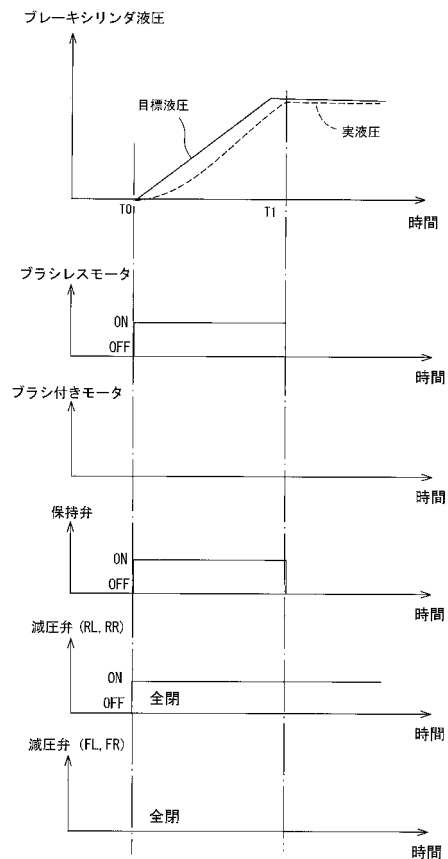 ブレーキシリンダ液圧
目標液圧
実液圧
T0
T1
時間
ブラシレスモータ
ON
OFF
時間
ブラシ付きモータ
時間
保持弁
ON
OFF
時間
減圧弁 (RL, RR)
ON
OFF
全閉
時間
減圧弁 (FL, FR)
全閉
時間